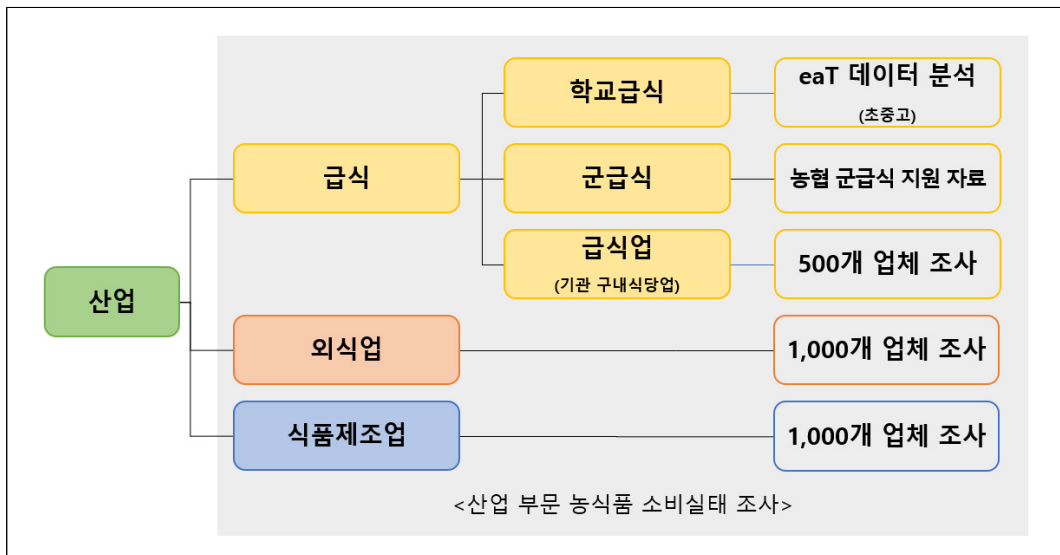 학교급식
eaT 데이터 분석
(초중고)
급식
군급식
농협 군급식 지원 자료
급식업
(기관 구내식당업)
500개 업체 조사
산업
외식업
1,000개 업체 조사
식품제조업
1,000개 업체 조사
<산업 부문 농식품 소비실태 조사>